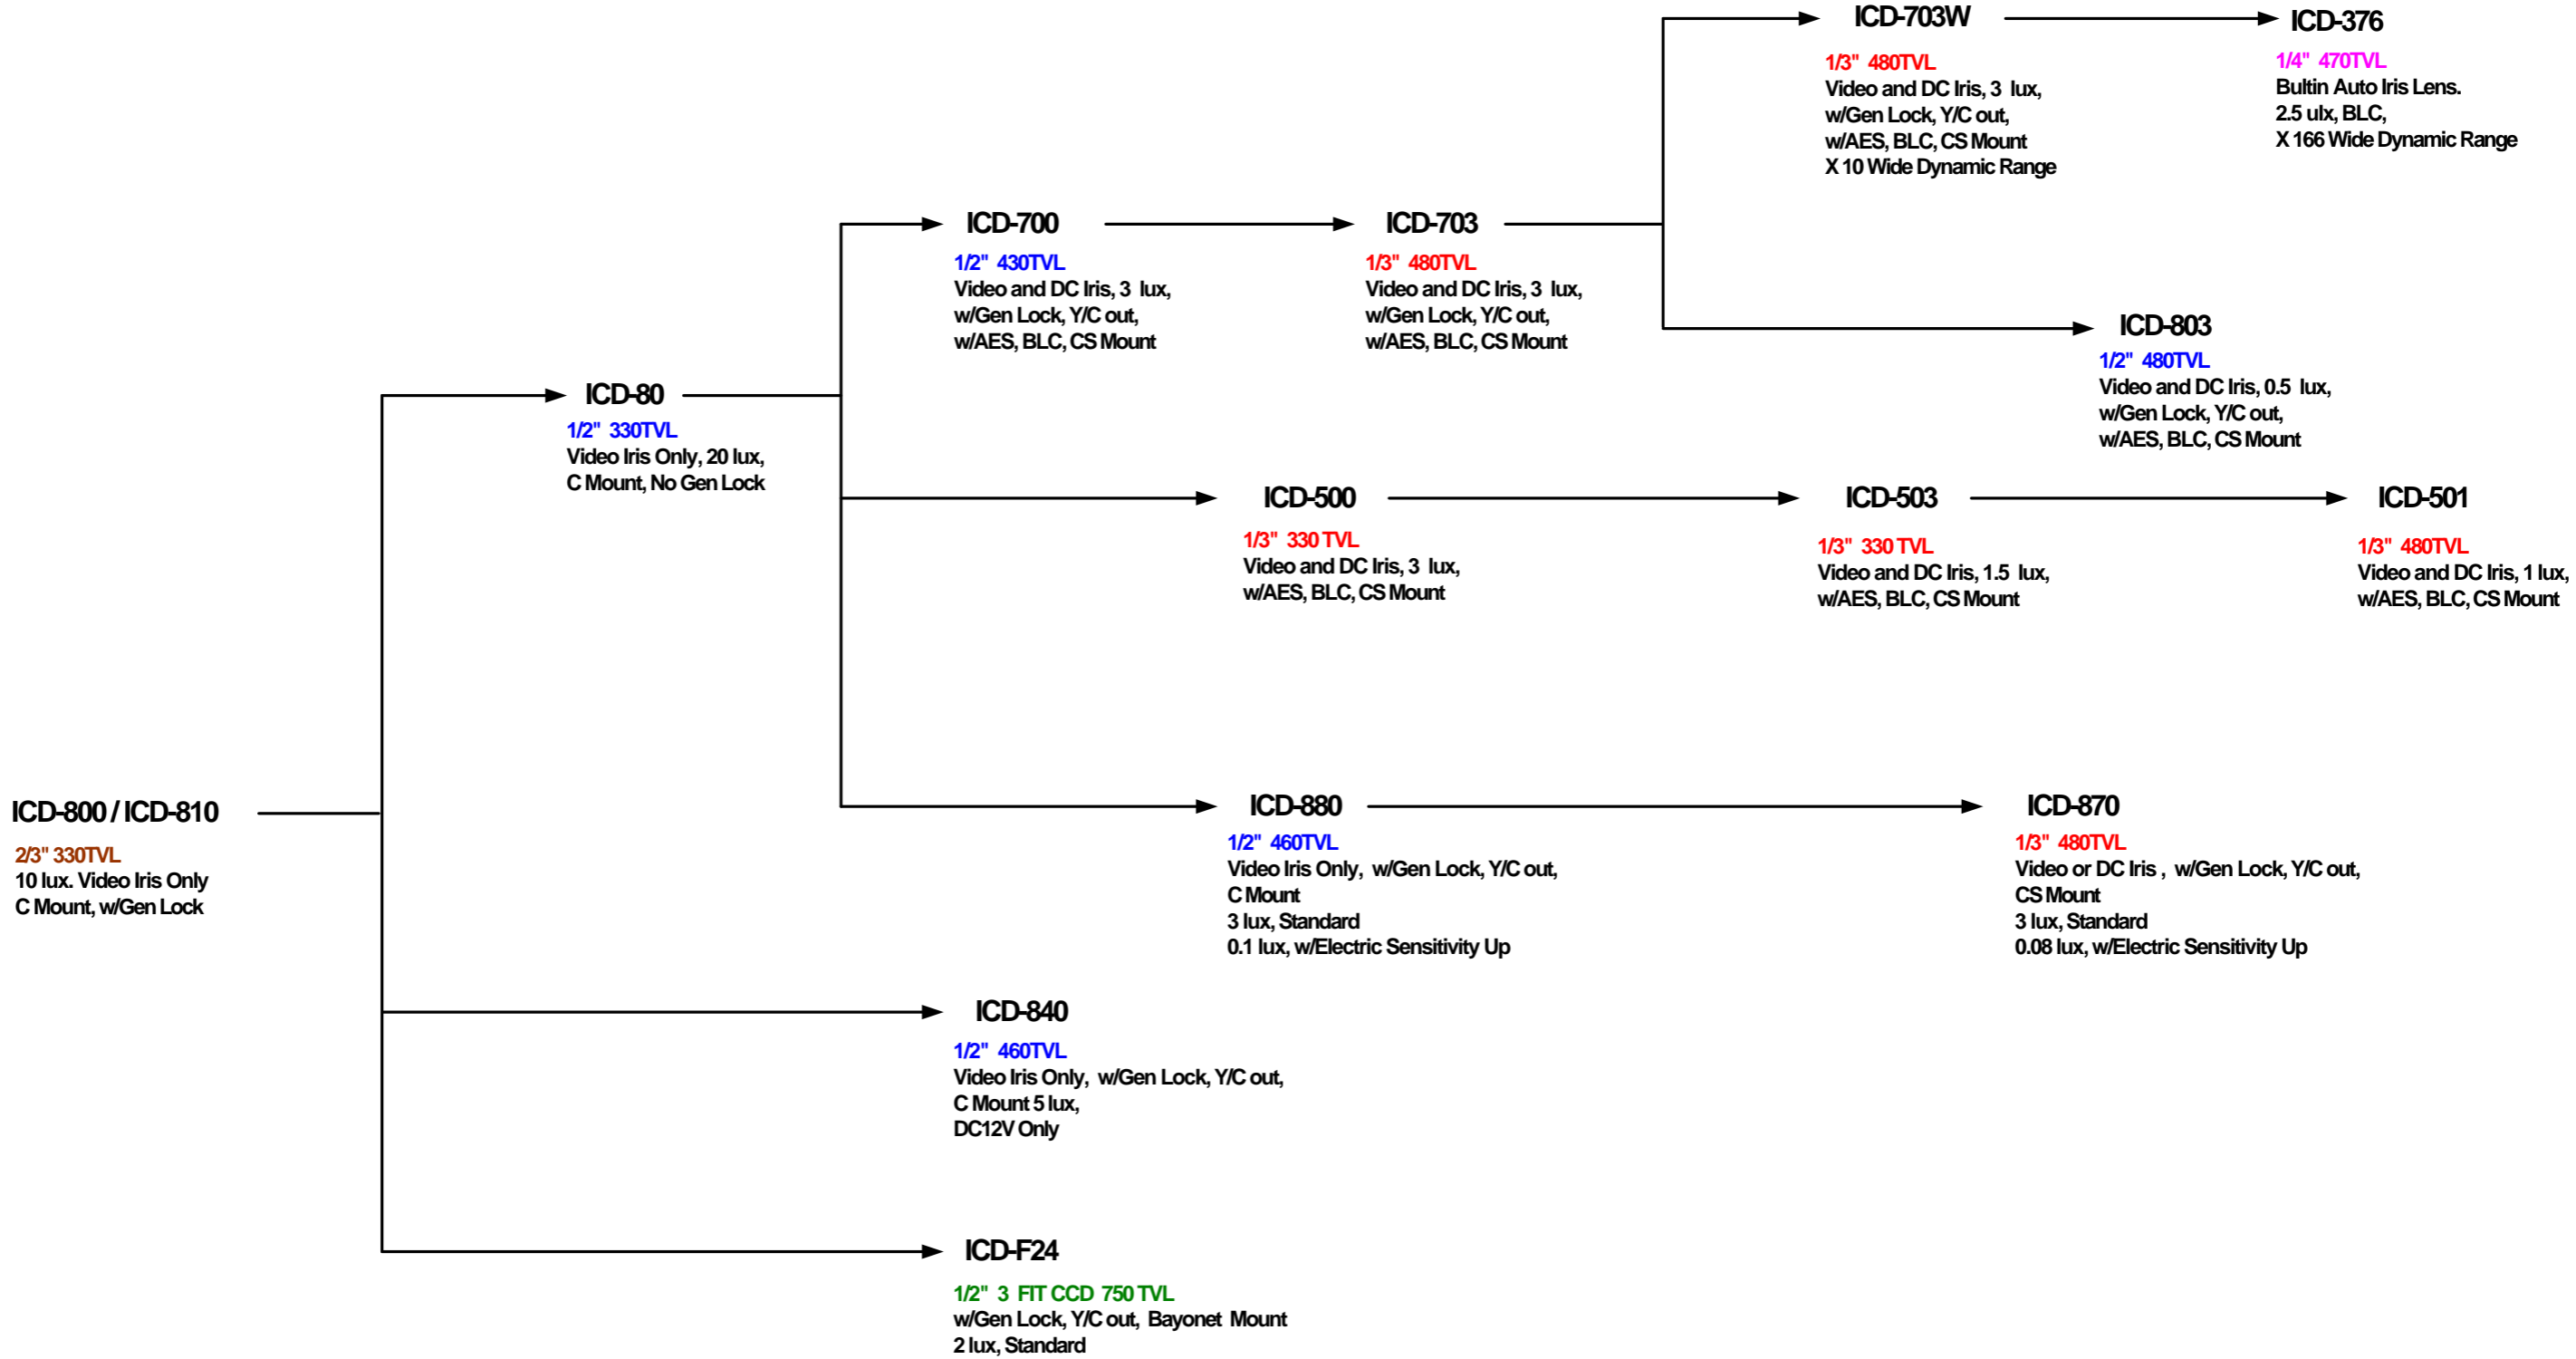 ICD-703W
1/3" 480TVL
Video and DC Iris, 3 lux,
w/Gen Lock, Y/C out,
w/AES, BLC, CS Mount
X 10 Wide Dynamic Range
ICD-376
1/4" 470TVL
Bultin Auto Iris Lens.
2.5 ulx, BLC,
X 166 Wide Dynamic Range
ICD-700
1/2" 430TVL
Video and DC Iris, 3 lux,
w/Gen Lock, Y/C out,
w/AES, BLC, CS Mount
ICD-703
1/3" 480TVL
Video and DC Iris, 3 lux,
w/Gen Lock, Y/C out,
w/AES, BLC, CS Mount
ICD-803
1/2" 480TVL
Video and DC Iris, 0.5 lux,
w/Gen Lock, Y/C out,
w/AES, BLC, CS Mount
ICD-80
1/2" 330TVL
Video Iris Only, 20 lux,
C Mount, No Gen Lock
ICD-500
1/3" 330 TVL
Video and DC Iris, 3 lux,
w/AES, BLC, CS Mount
ICD-503
1/3" 330 TVL
Video and DC Iris, 1.5 lux,
w/AES, BLC, CS Mount
ICD-501
1/3" 480TVL
Video and DC Iris, 1 lux,
w/AES, BLC, CS Mount
ICD-800 / ICD-810
2/3" 330TVL
10 lux. Video Iris Only
C Mount, w/Gen Lock
ICD-880
1/2" 460TVL
Video Iris Only, w/Gen Lock, Y/C out,
C Mount
3 lux, Standard
0.1 lux, w/Electric Sensitivity Up
ICD-870
1/3" 480TVL
Video or DC Iris , w/Gen Lock, Y/C out,
CS Mount
3 lux, Standard
0.08 lux, w/Electric Sensitivity Up
ICD-840
1/2" 460TVL
Video Iris Only, w/Gen Lock, Y/C out,
C Mount 5 lux,
DC12V Only
ICD-F24
1/2" 3 FIT CCD 750 TVL
w/Gen Lock, Y/C out, Bayonet Mount
2 lux, Standard